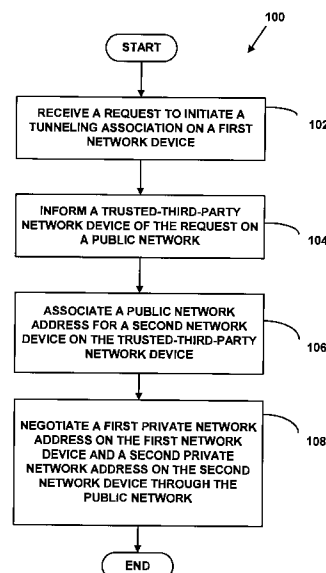 100
START
RECEIVE A REQUEST TO INITIATE A
TUNNELING ASSOCIATION ON A FIRST
NETWORK DEVICE
102
INFORM A TRUSTED-THIRD-PARTY
NETWORK DEVICE OF THE REQUEST ON
A PUBLIC NETWORK
104
ASSOCIATE A PUBLIC NETWORK
ADDRESS FOR A SECOND NETWORK
DEVICE ON THE TRUSTED-THIRD-PARTY
NETWORK DEVICE
106
NEGOTIATE A FIRST PRIVATE NETWORK
ADDRESS ON THE FIRST NETWORK
DEVICE AND A SECOND PRIVATE
NETWORK ADDRESS ON THE SECOND
NETWORK DEVICE THROUGH THE
PUBLIC NETWORK
108
END